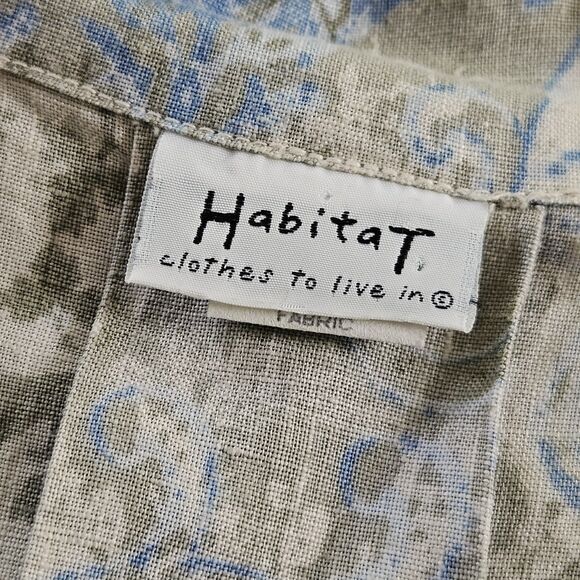 HabitaT.
clothes to live in ©
FABRIC